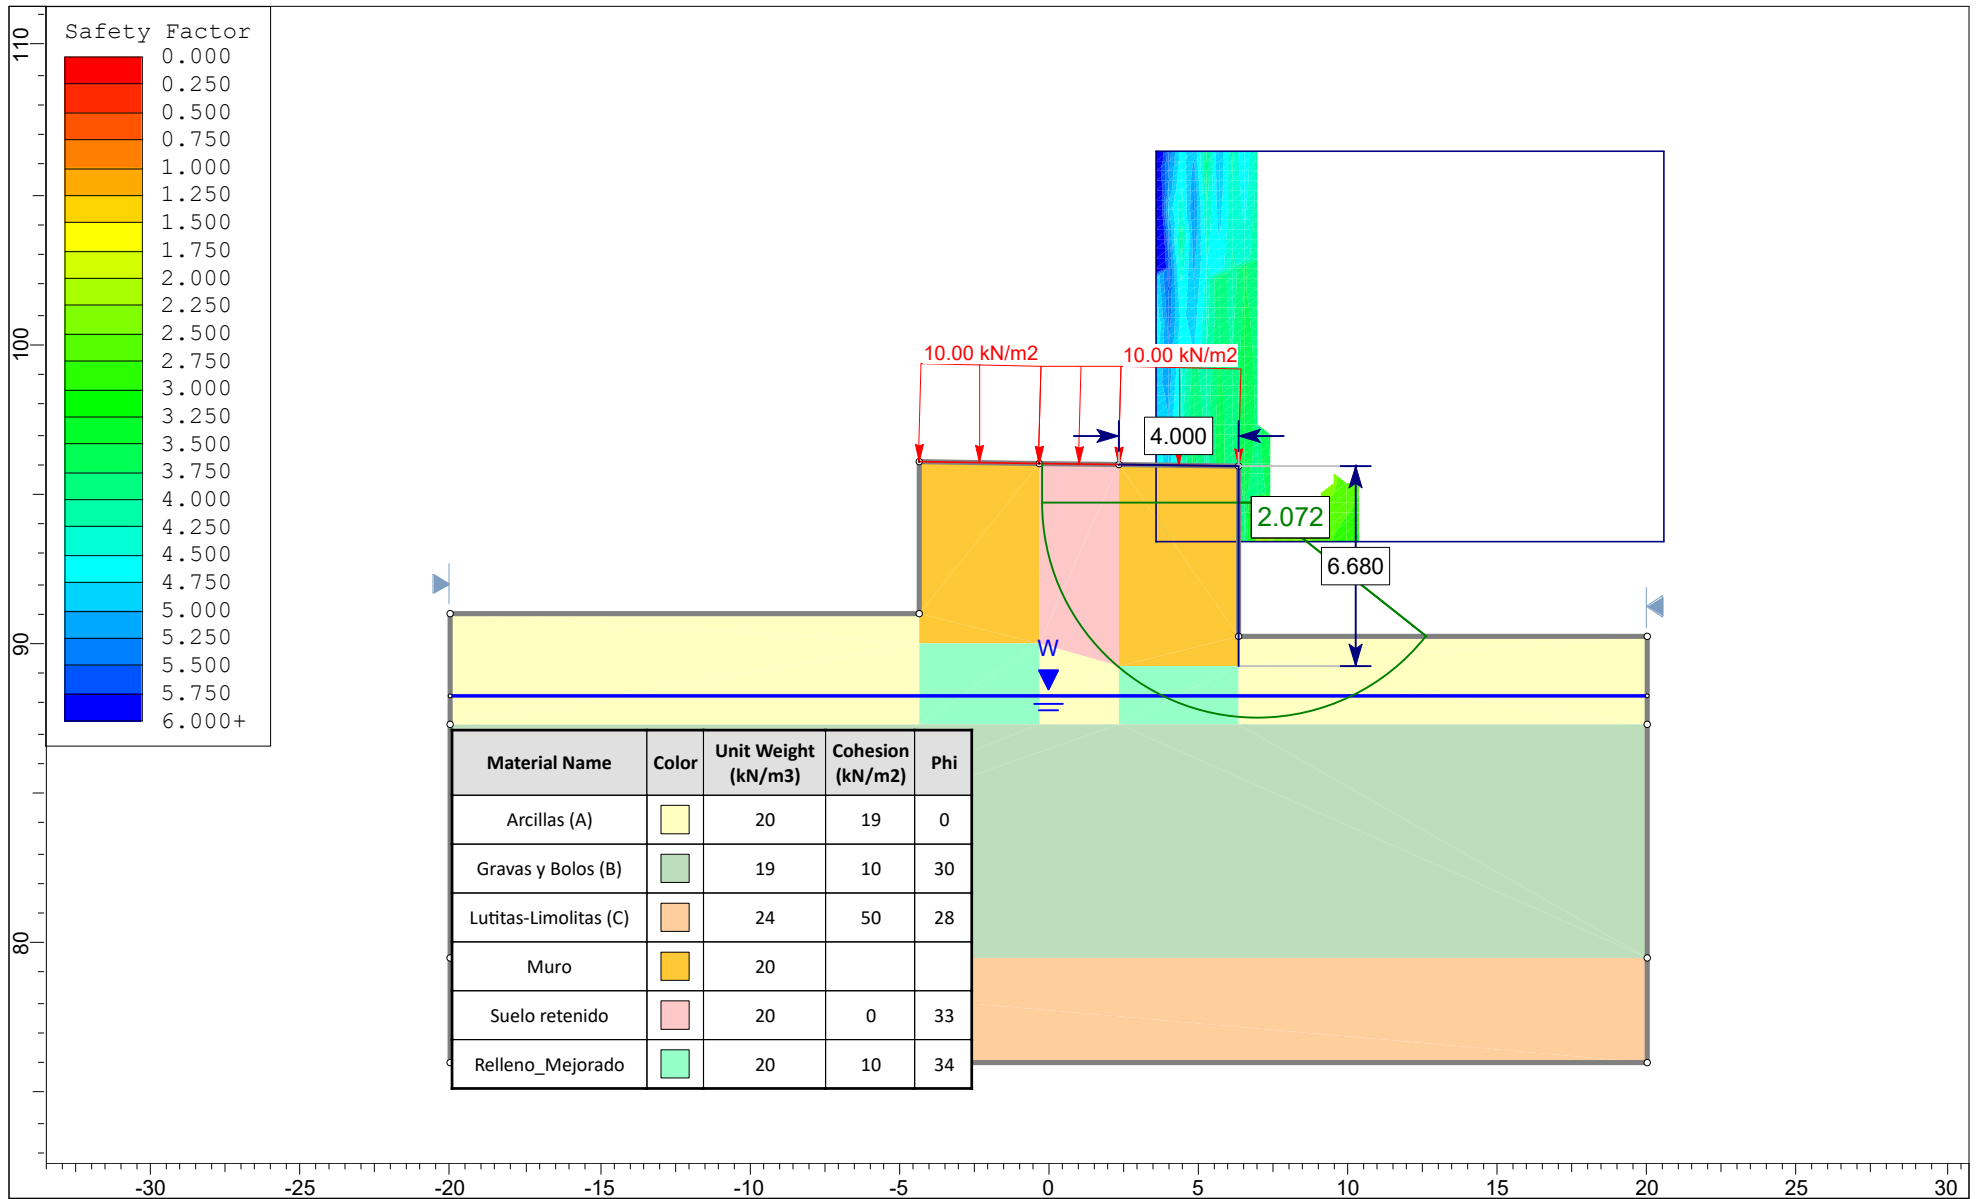 Safety Factor
0.000
0.250
0.500
0.750
1.000
1.250
1.500
1.750
2.000
2.250
2.500
2.750
3.000
3.250
3.500
3.750
4.000
4.250
4.500
4.750
5.000
5.250
5.500
5.750
6.000+
110
100
90
80
10.00 kN/m2
10.00 kN/m2
4.000
2.072
6.680
W
Material Name Color Unit Weight (kN/m3) Cohesion (kN/m2) Phi
Arcillas (A) 20 19 0
Gravas y Bolos (B) 19 10 30
Lutitas-Limolitas (C) 24 50 28
Muro 20
Suelo retenido 20 0 33
Relleno_Mejorado 20 10 34
-30 -25 -20 -15 -10 -5 0 5 10 15 20 25 30